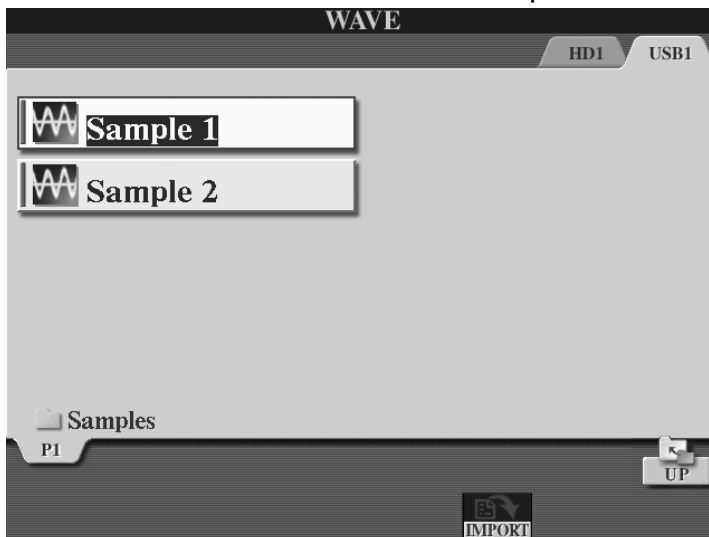 WAVE
HD1 USB1
Sample 1
Sample 2
Samples
P1
UP
IMPORT